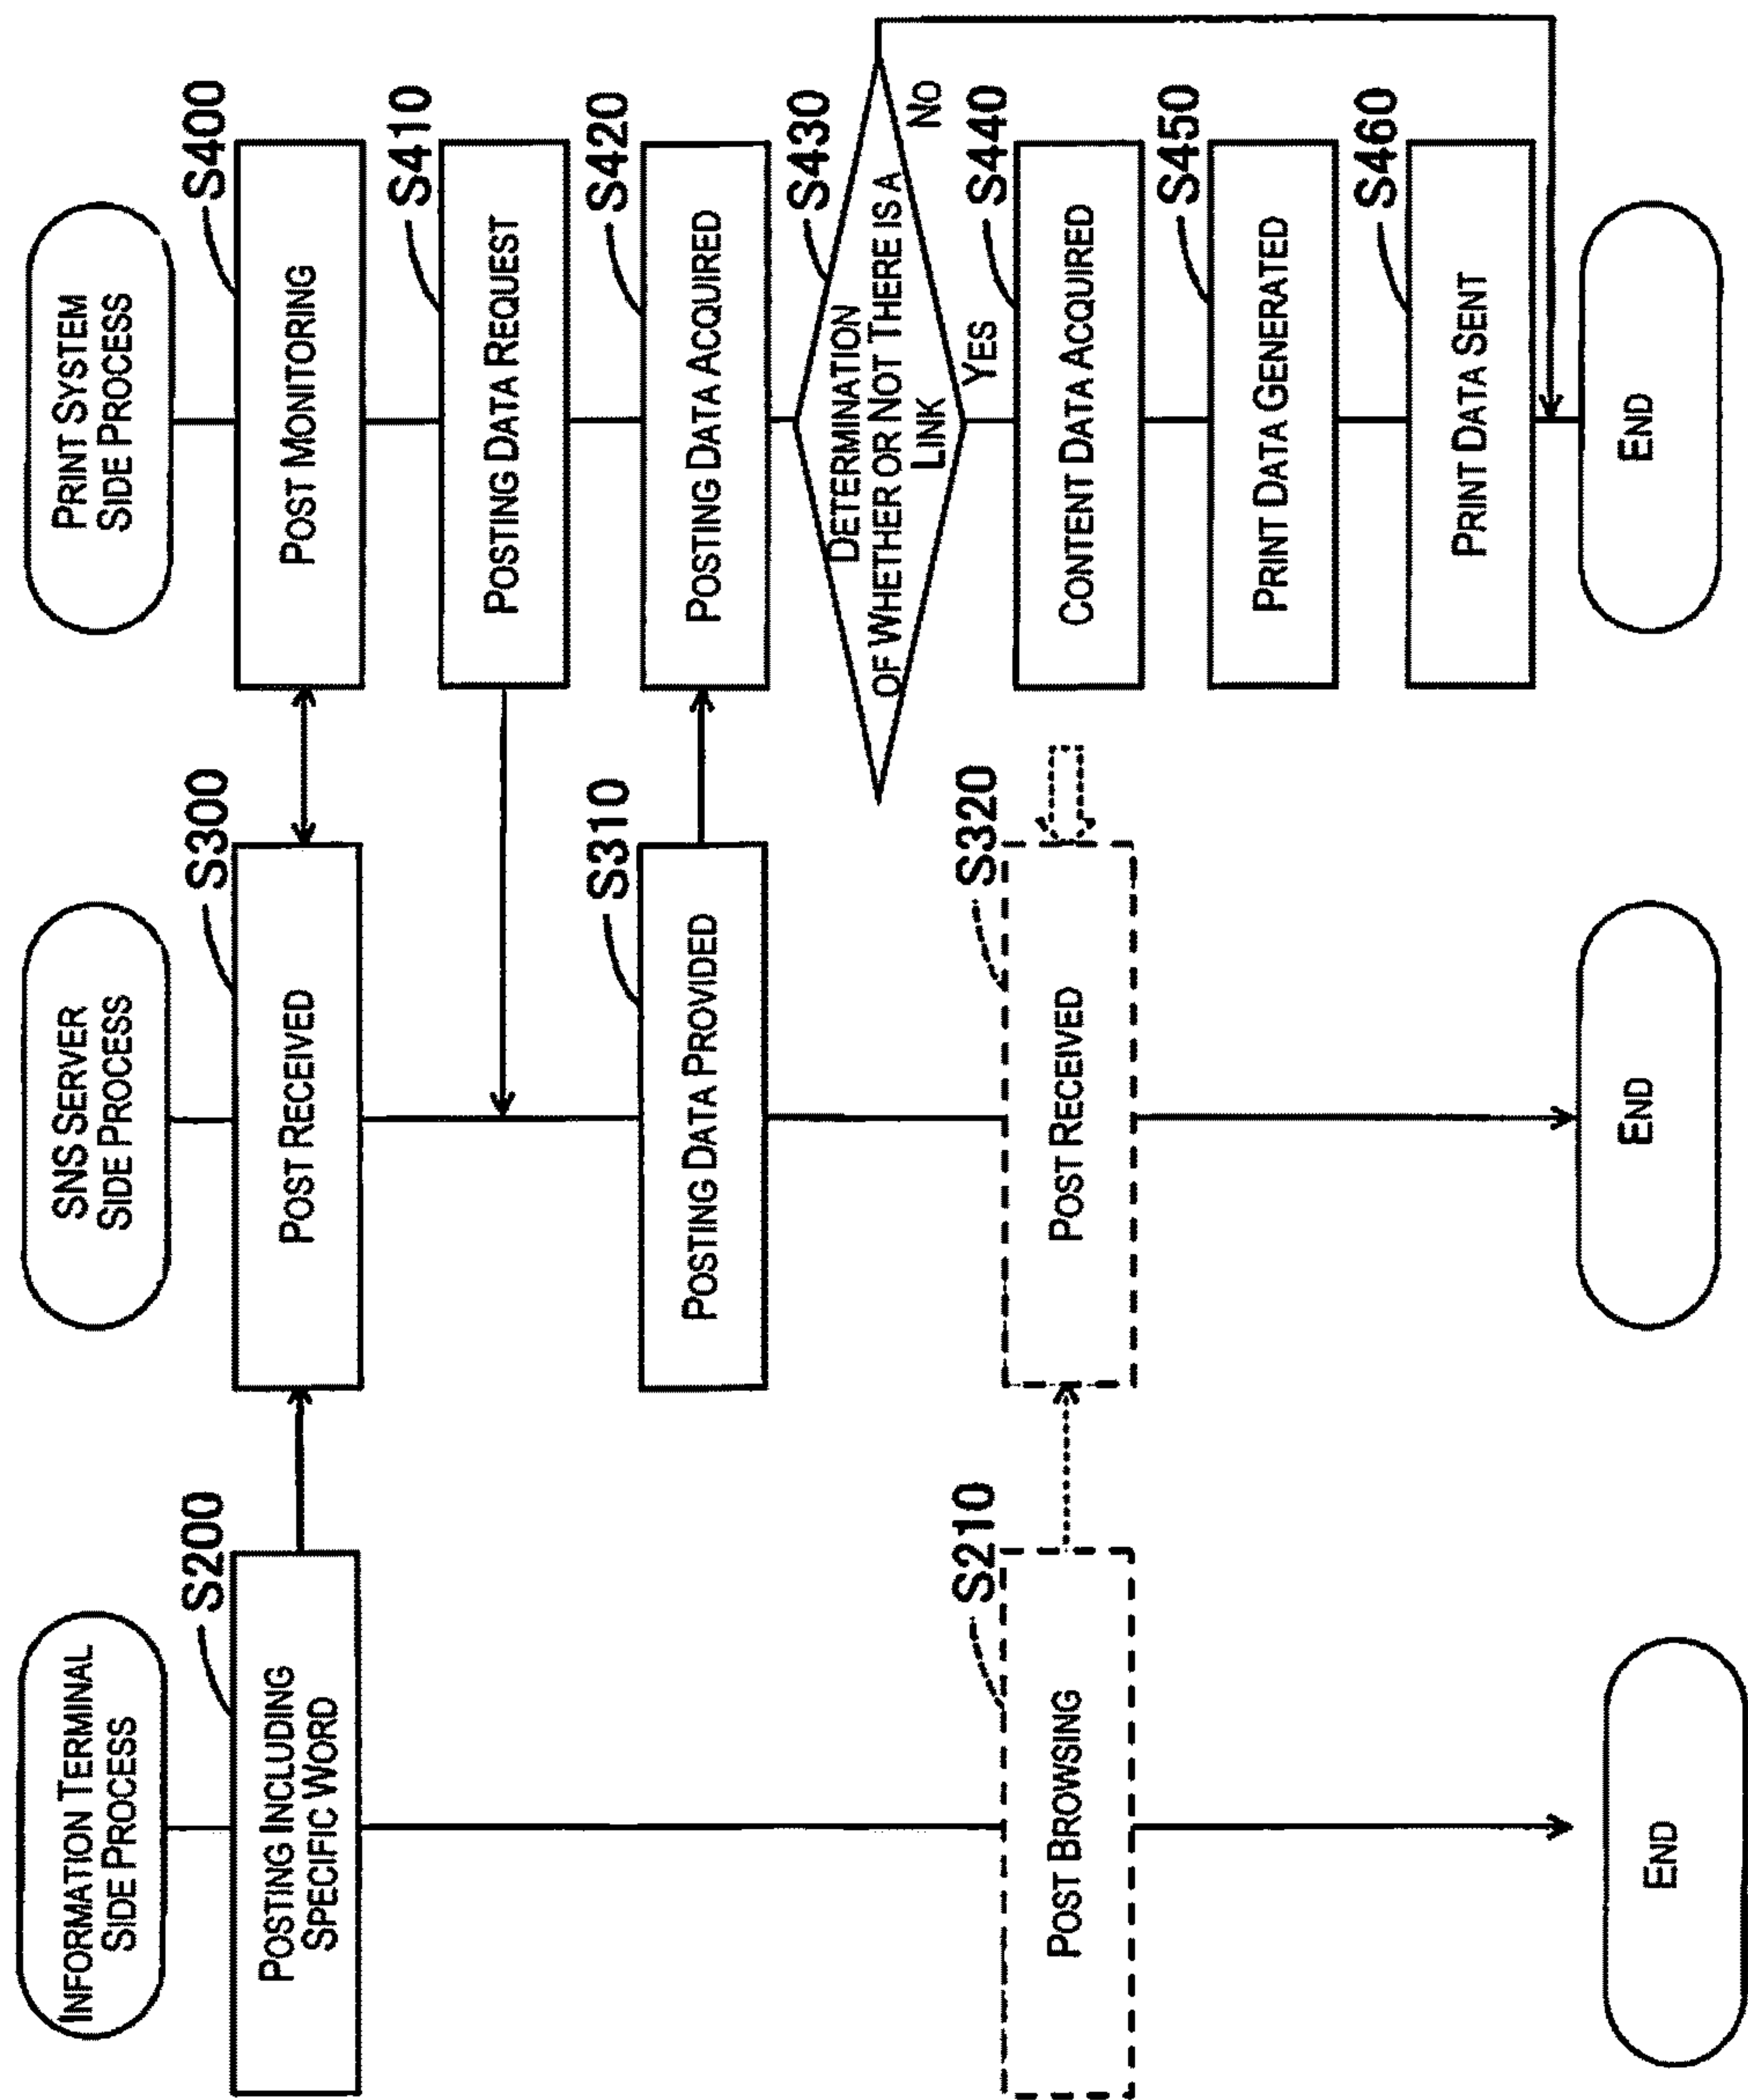 INFORMATION TERMINAL
SIDE PROCESS
S200
POSTING INCLUDING
SPECIFIC WORD
S210
POST BROWSING
END
SNS SERVER
SIDE PROCESS
S300
POST RECEIVED
S310
POSTING DATA PROVIDED
S320
POST RECEIVED
END
PRINT SYSTEM
SIDE PROCESS
S400
POST MONITORING
S410
POSTING DATA REQUEST
S420
POSTING DATA ACQUIRED
S430
DETERMINATION
OF WHETHER OR NOT THERE IS A
LINK
NO
YES
S440
CONTENT DATA ACQUIRED
S450
PRINT DATA GENERATED
S460
PRINT DATA SENT
END